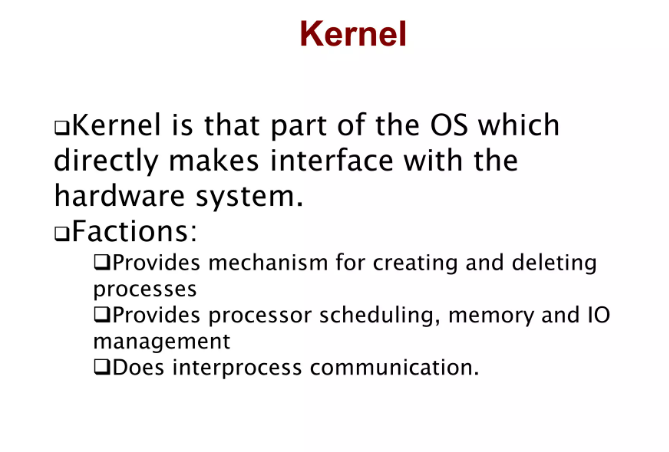 Kernel
❑Kernel is that part of the OS which
directly makes interface with the
hardware system.
❑Factions:
❑Provides mechanism for creating and deleting
processes
❑Provides processor scheduling, memory and IO
management
❑Does interprocess communication.